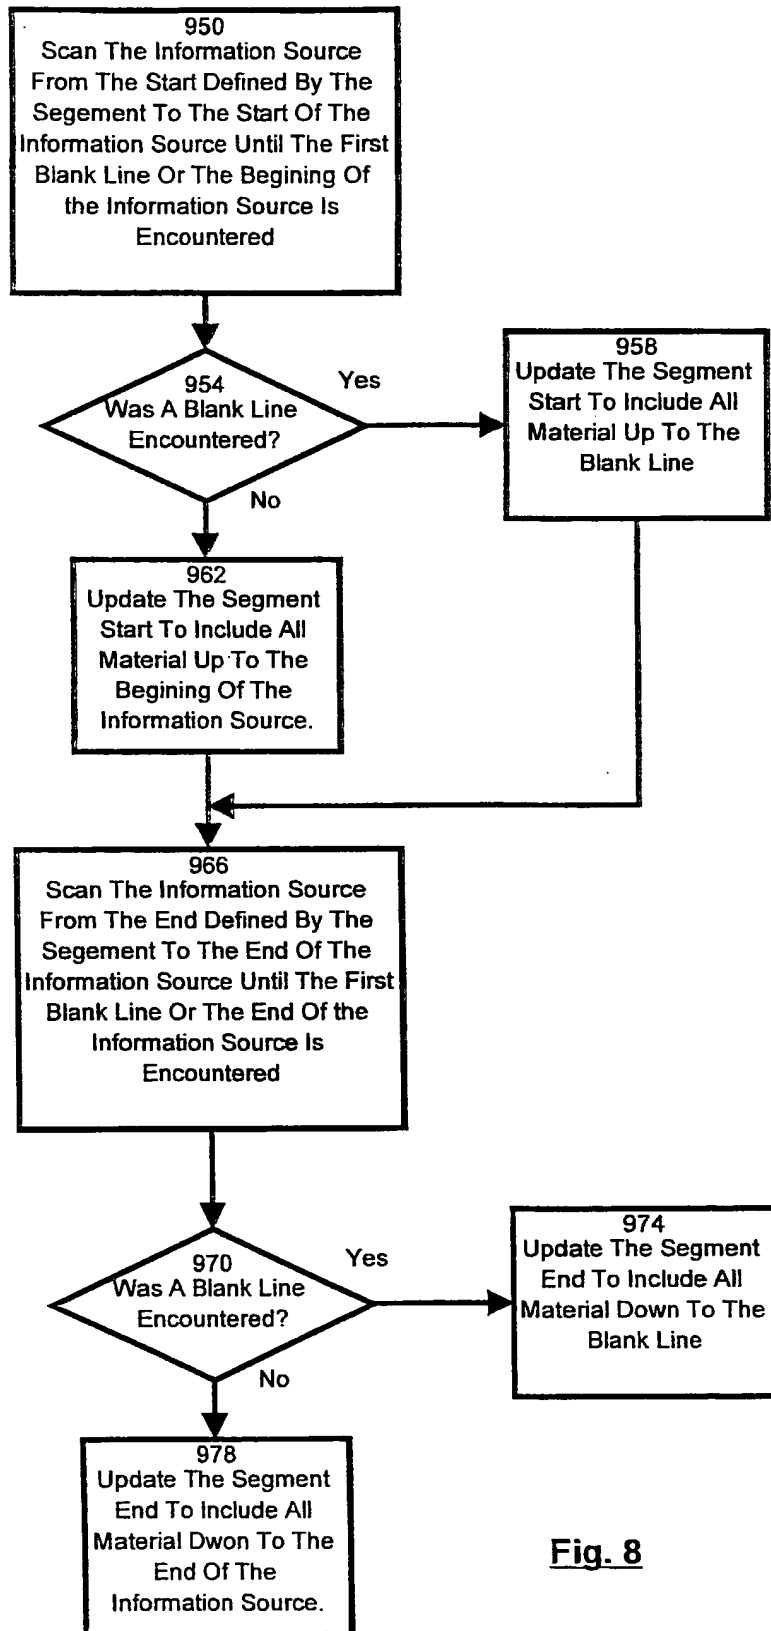 950
Scan The Information Source
From The Start Defined By The
Segement To The Start Of The
Information Source Until The First
Blank Line Or The Begining Of
the Information Source Is
Encountered
954
Was A Blank Line
Encountered?
Yes
No
958
Update The Segment
Start To Include All
Material Up To The
Blank Line
962
Update The Segment
Start To Include All
Material Up To The
Begining Of The
Information Source.
966
Scan The Information Source
From The End Defined By The
Segement To The End Of The
Information Source Until The First
Blank Line Or The End Of the
Information Source Is
Encountered
970
Was A Blank Line
Encountered?
Yes
No
974
Update The Segment
End To Include All
Material Down To The
Blank Line
978
Update The Segment
End To Include All
Material Dwon To The
End Of The
Information Source.
Fig. 8